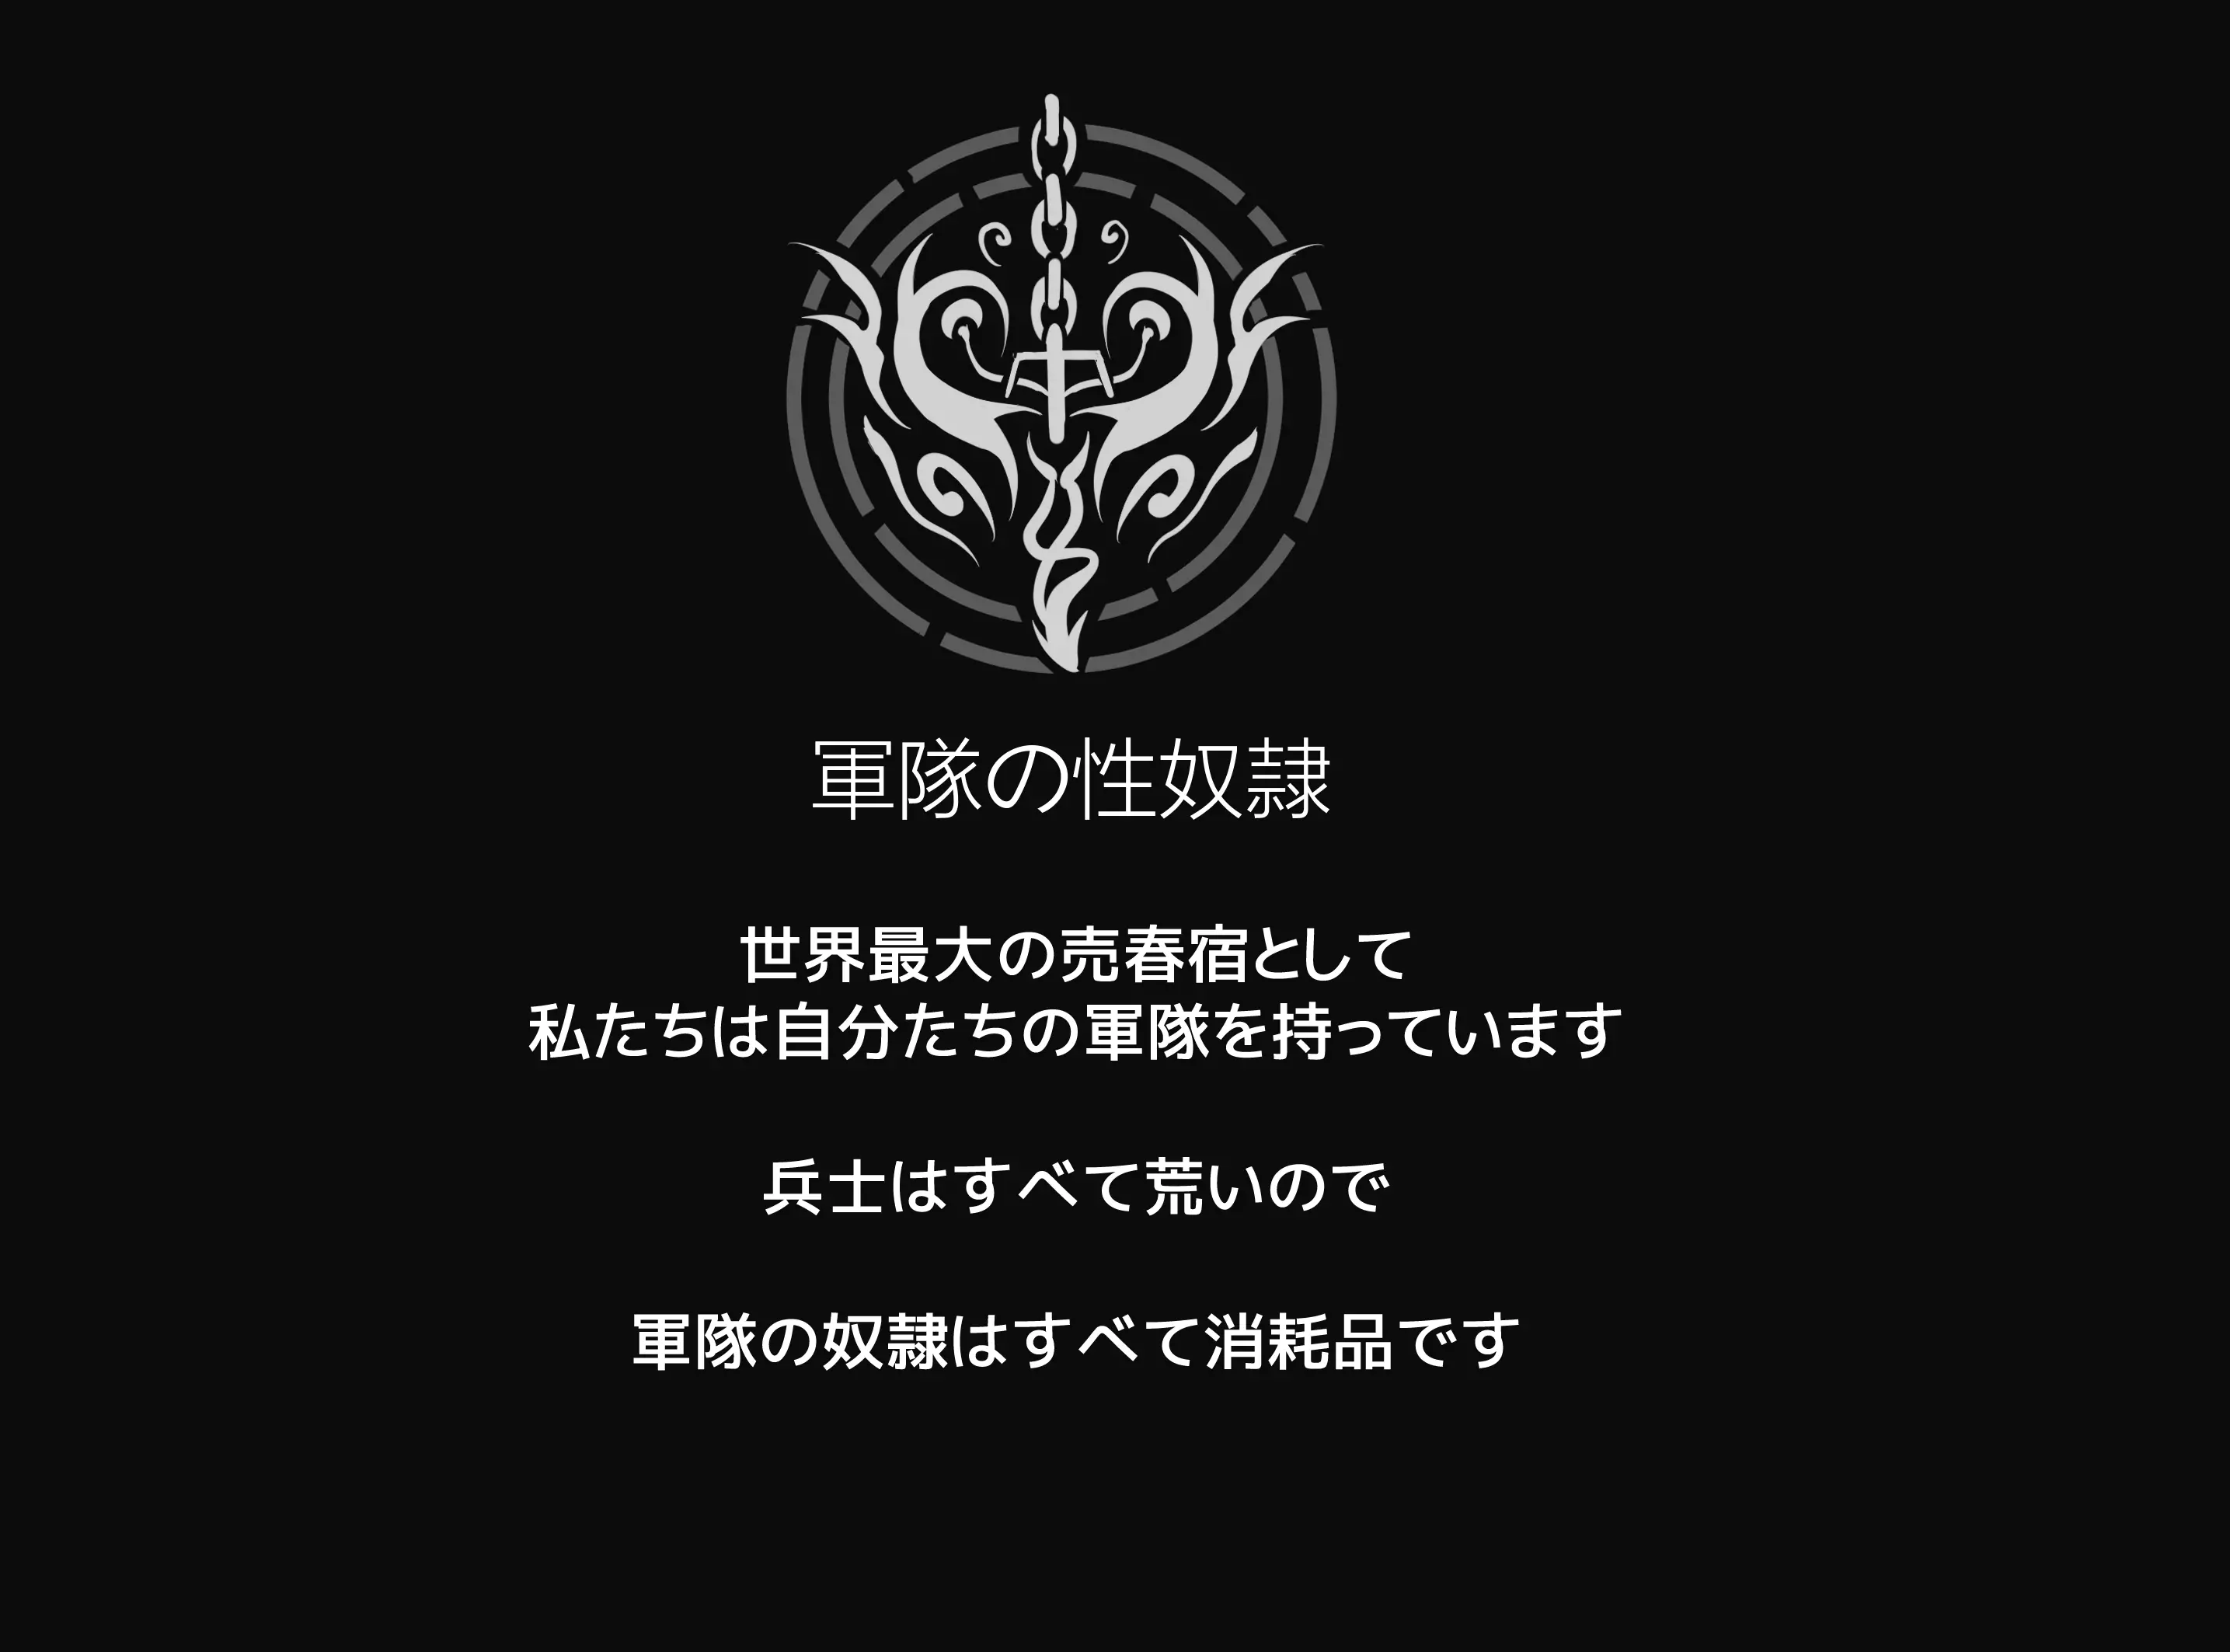 軍隊の性奴隷
世界最大の売春宿として
私たちは自分たちの軍隊を持っています
兵士はすべて荒いので
軍隊の奴隷はすべて消耗品です